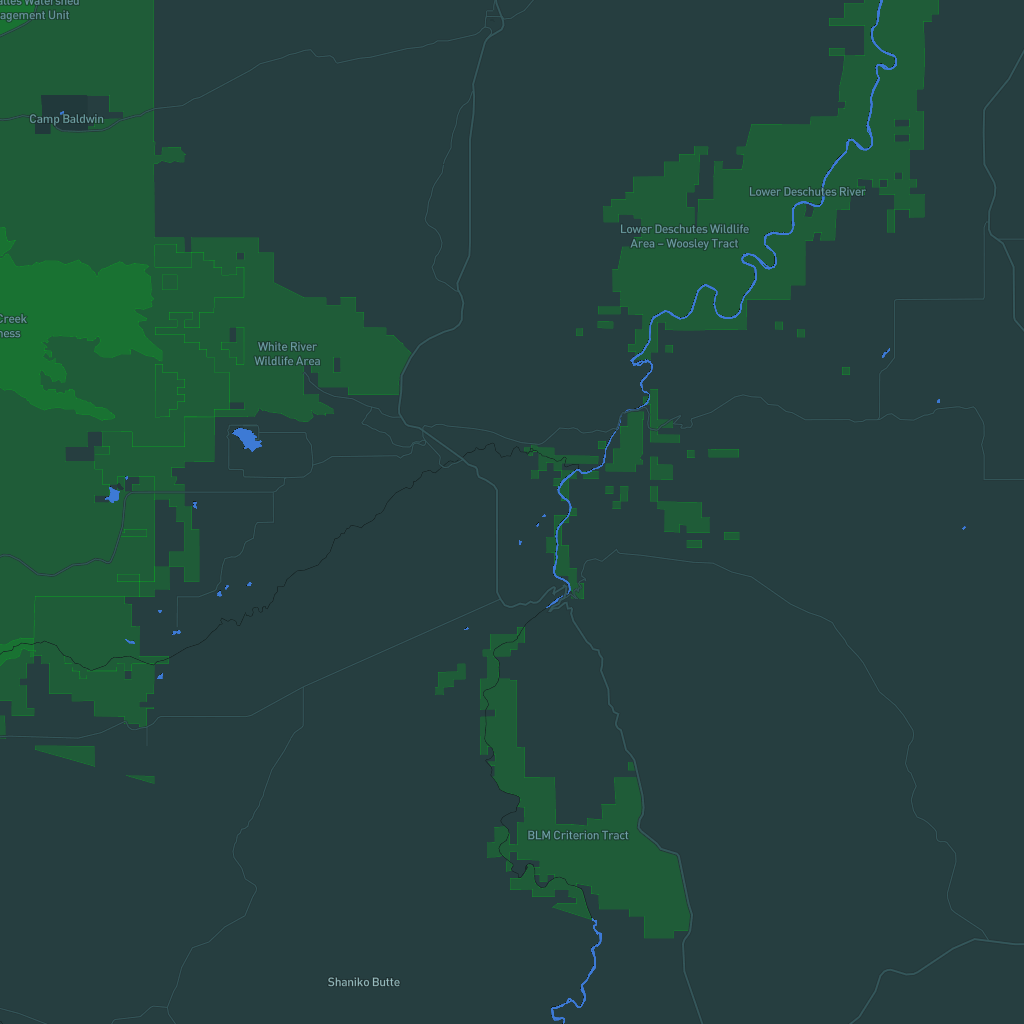 agement Unit
Camp Baldwin
Lower Deschutes River
Lower Deschutes Wildlife
Area – Woosley Tract
Creek
ness
White River
Wildlife Area
BLM Criterion Tract
Shaniko Butte